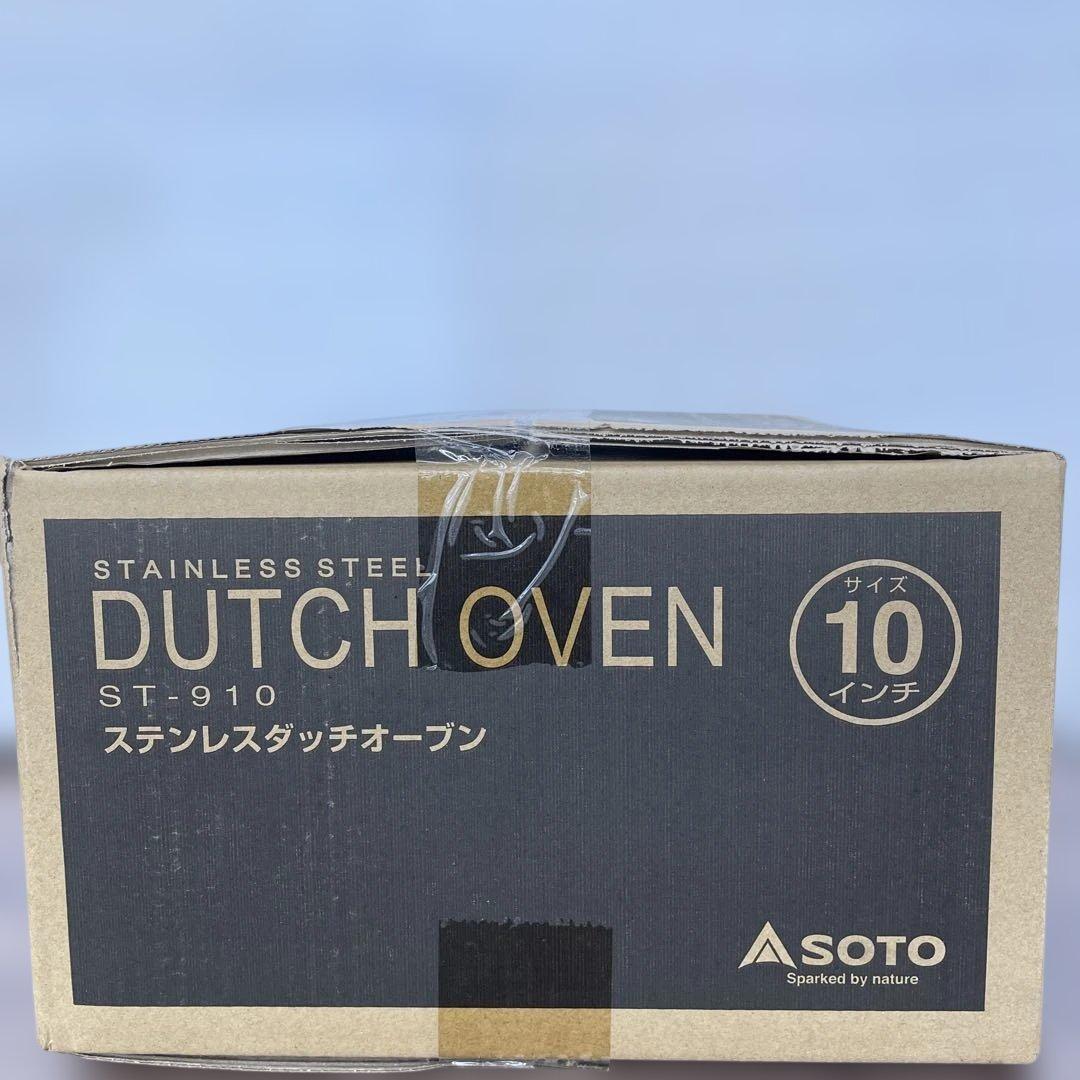 STAINLESS STEEL
DUTCH OVEN
ST-910
ステンレスダッチオーブン
サイズ
10
インチ
SOTO
Sparked by nature